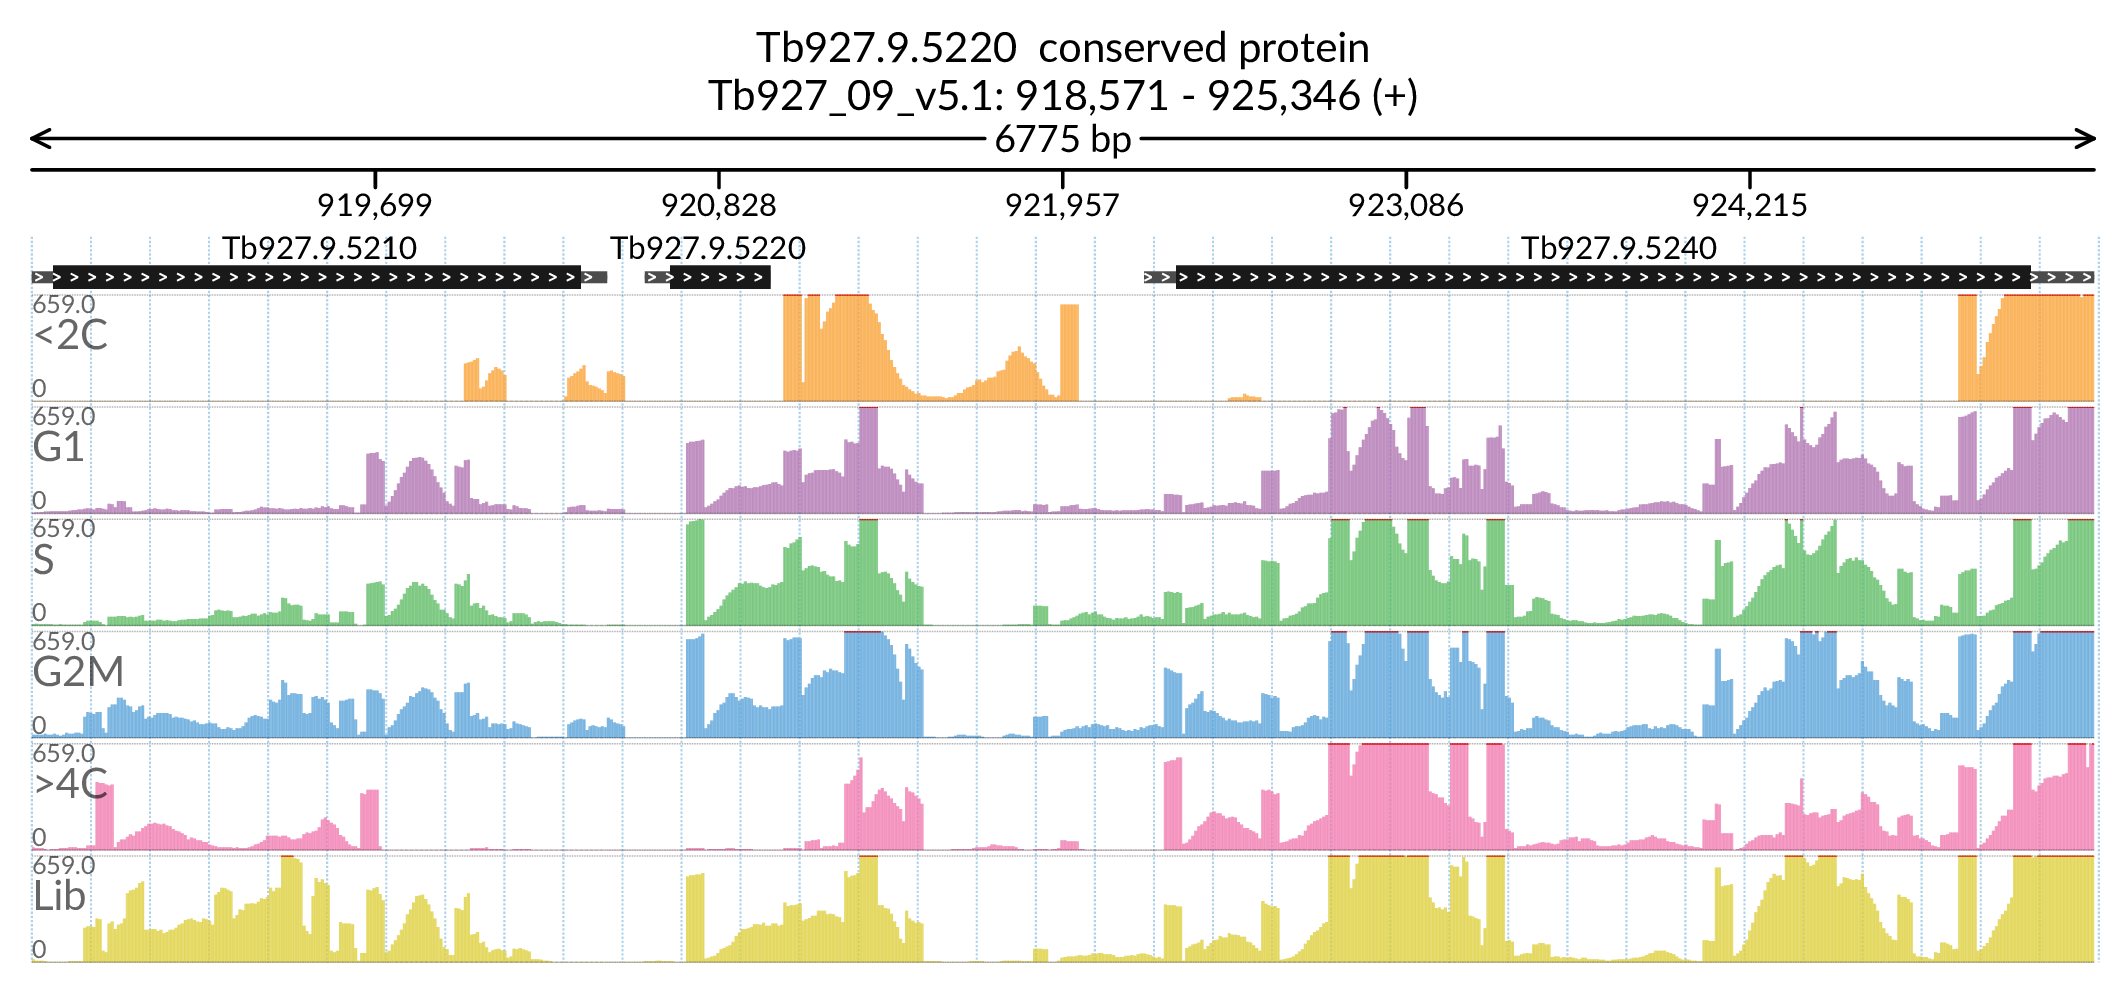 Tb927.9.5220 conserved protein
Tb927_09_v5.1: 918,571 - 925,346 (+)
6775 bp
919,699 920,828 921,957 923,086 924,215
Tb927.9.5210 Tb927.9.5220 Tb927.9.5240
659.0
<2C
0
659.0
G1
0
659.0
S
0
659.0
G2M
0
659.0
>4C
0
659.0
Lib
0